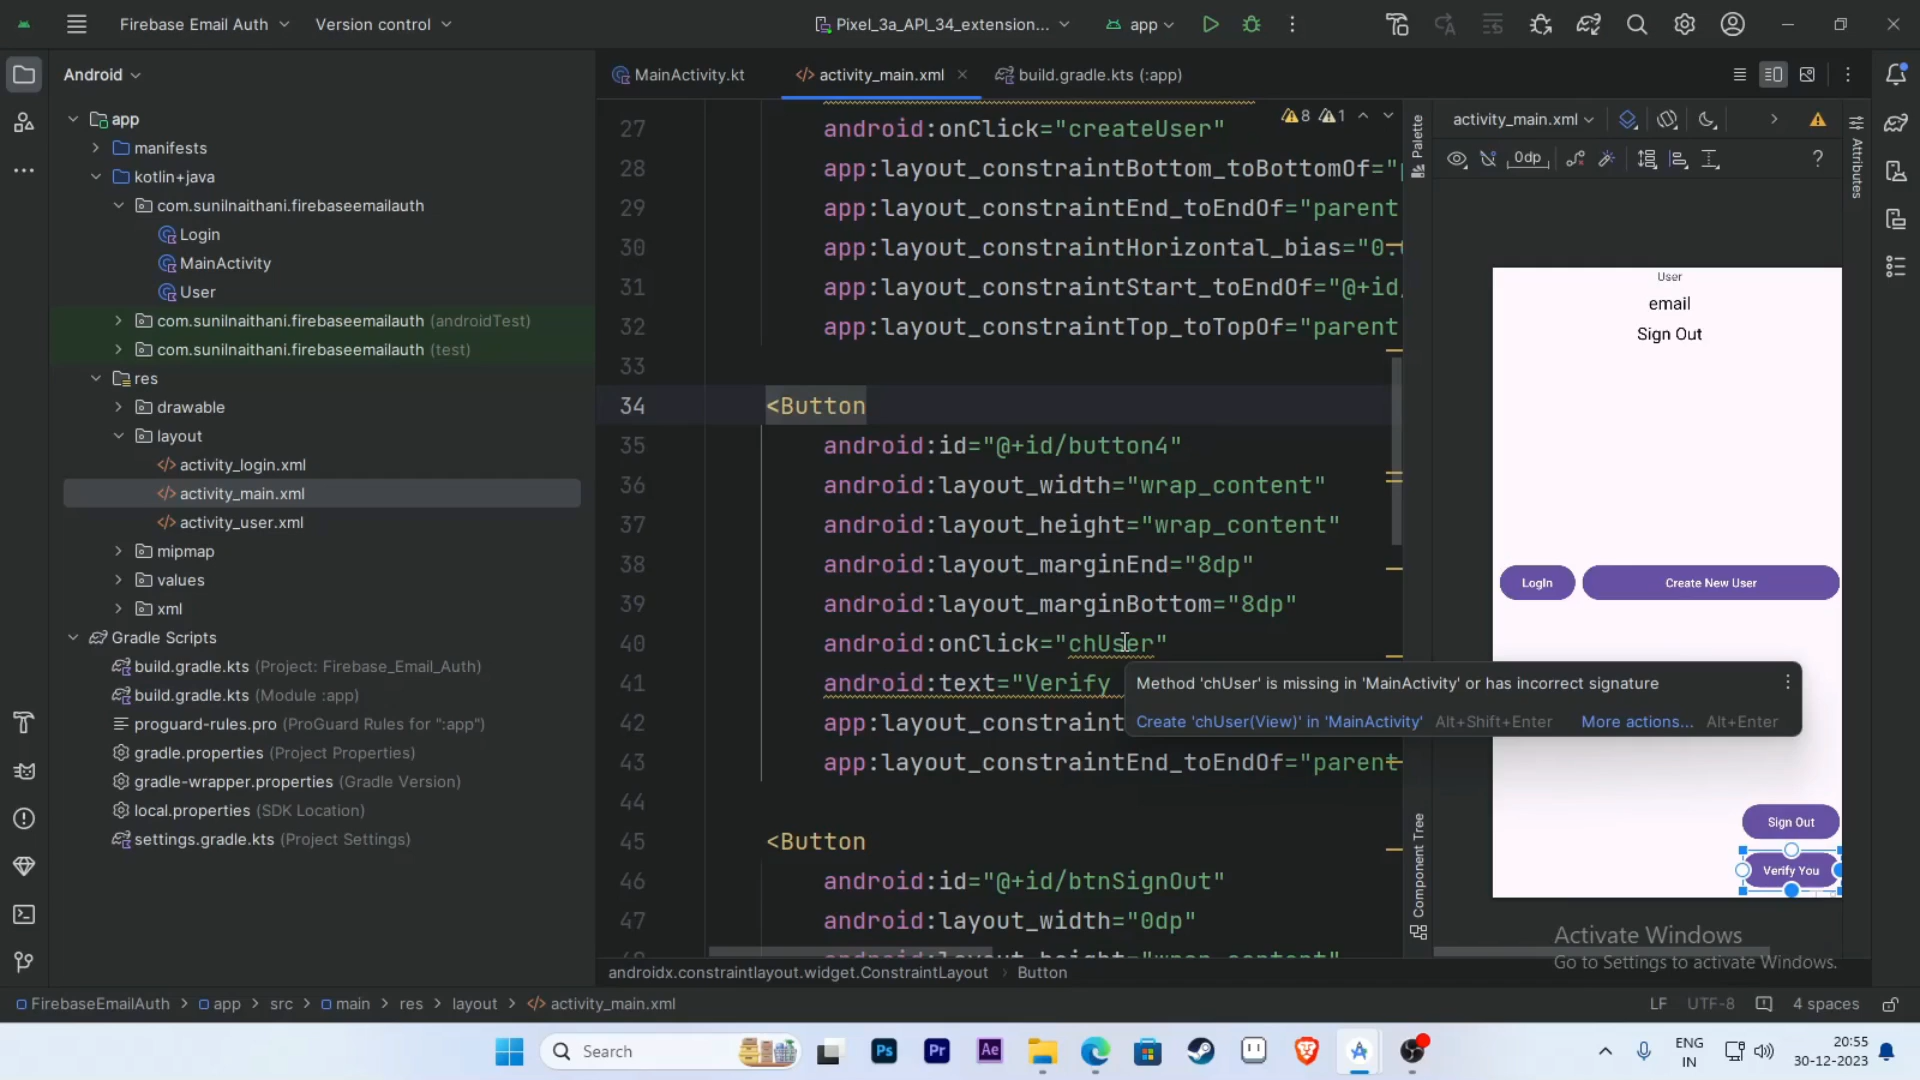 Firebase Email Auth
Version control
Pixel_3a_API_34_extension...
app
Android
MainActivity.kt
activity_main.xml
build.gradle.kts (:app)
app
manifests
kotlin+java
com.sunilnaithani.firebaseemailauth
Login
MainActivity
User
com.sunilnaithani.firebaseemailauth (androidTest)
com.sunilnaithani.firebaseemailauth (test)
res
drawable
layout
activity_login.xml
activity_main.xml
activity_user.xml
mipmap
values
xml
Gradle Scripts
build.gradle.kts (Project: Firebase_Email_Auth)
build.gradle.kts (Module :app)
proguard-rules.pro (ProGuard Rules for ":app")
gradle.properties (Project Properties)
gradle-wrapper.properties (Gradle Version)
local.properties (SDK Location)
settings.gradle.kts (Project Settings)
8 1
27 android:onClick="createUser"
28 app:layout_constraintBottom_toBottomOf="
29 app:layout_constraintEnd_toEndOf="parent
30 app:layout_constraintHorizontal_bias="0.
31 app:layout_constraintStart_toEndOf="@+id
32 app:layout_constraintTop_toTopOf="parent
33
34 <Button
35 android:id="@+id/button4"
36 android:layout_width="wrap_content"
37 android:layout_height="wrap_content"
38 android:layout_marginEnd="8dp"
39 android:layout_marginBottom="8dp"
40 android:onClick="chUser"
41 android:text="Verify
42 app:layout_constraint
43 app:layout_constraintEnd_toEndOf="parent
44
45 <Button
46 android:id="@+id/btnSignOut"
47 android:layout_width="0dp"
Method 'chUser' is missing in 'MainActivity' or has incorrect signature
Create 'chUser(View)' in 'MainActivity' Alt+Shift+Enter More actions... Alt+Enter
androidx.constraintlayout.widget.ConstraintLayout
Button
Palette
Component Tree
activity_main.xml
0dp
?
Attributes
User
email
Sign Out
LogIn
Create New User
Sign Out
Verify You
Activate Windows
Go to Settings to activate Windows.
FirebaseEmailAuth > app > src > main > res > layout > activity_main.xml
LF UTF-8 4 spaces
Search
Ps
Pr
Ae
ENG
IN
20:55
30-12-2023